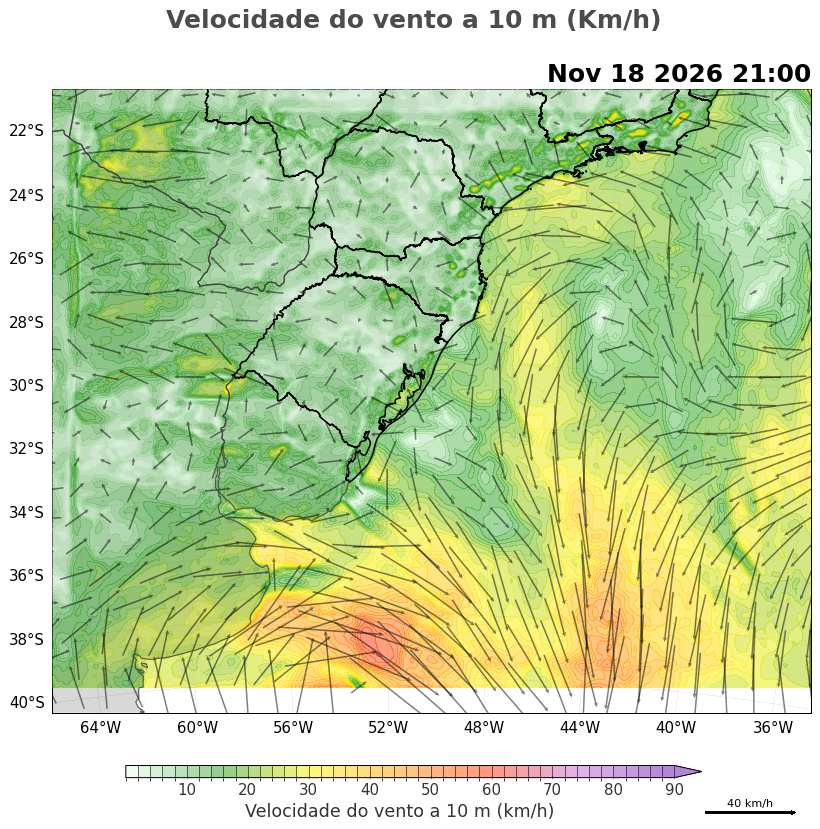 Velocidade do vento a 10 m (Km/h)
Nov 18 2026 21:00
22°S
24°S
26°S
28°S
30°S
32°S
34°S
36°S
38°S
40°S
64°W 60°W 56°W 52°W 48°W 44°W 40°W 36°W
10 20 30 40 50 60 70 80 90
Velocidade do vento a 10 m (km/h)
40 km/h